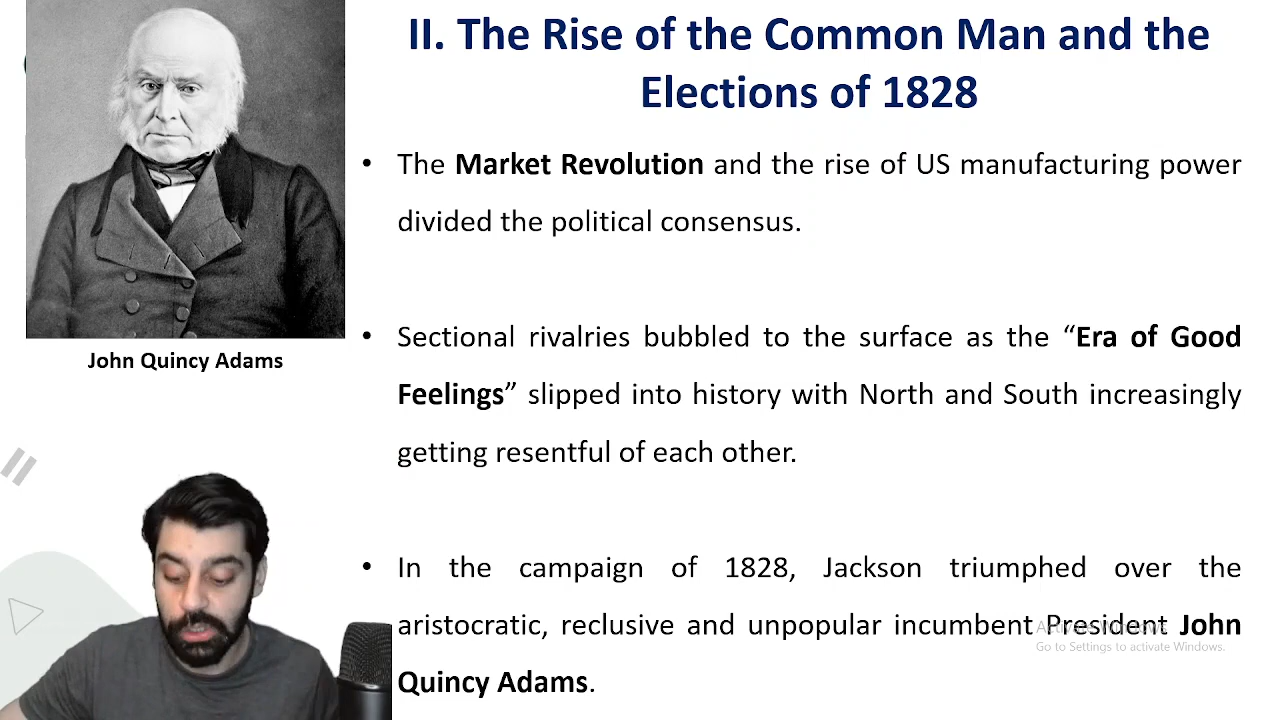 II. The Rise of the Common Man and the
Elections of 1828
• The Market Revolution and the rise of US manufacturing power
divided the political consensus.
• Sectional rivalries bubbled to the surface as the “Era of Good
Feelings” slipped into history with North and South increasingly
getting resentful of each other.
• In the campaign of 1828, Jackson triumphed over the
aristocratic, reclusive and unpopular incumbent President John
Quincy Adams.
John Quincy Adams
Activate Windows
Go to Settings to activate Windows.